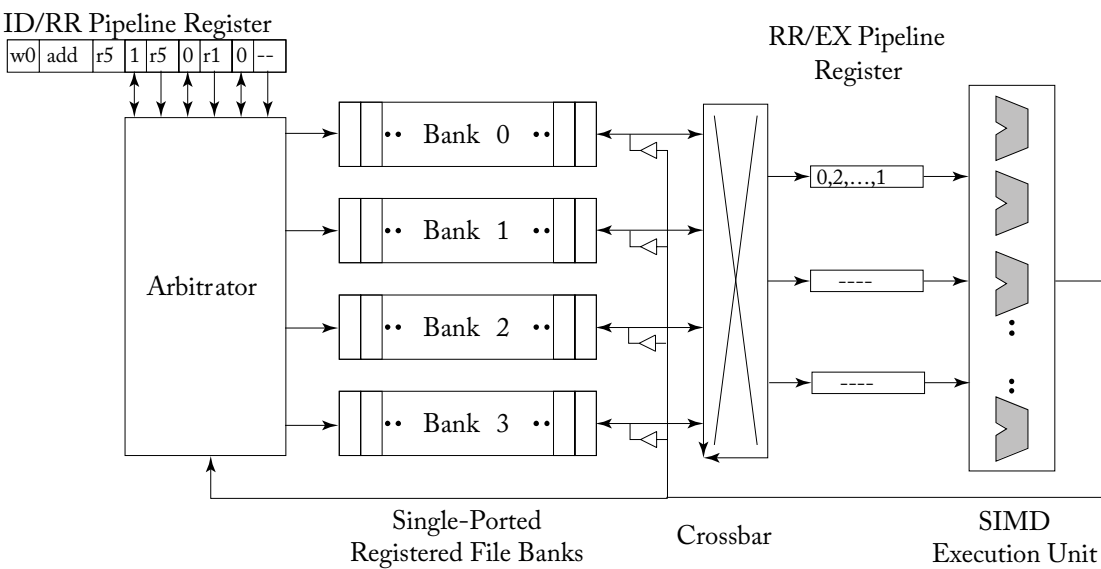 ID/RR Pipeline Register
w0 add r5 1 r5 0 r1 0 --
RR/EX Pipeline
Register
Arbitrator
Bank 0
Bank 1
Bank 2
Bank 3
0,2,...,1
----
----
Single-Ported
Registered File Banks
Crossbar
SIMD
Execution Unit